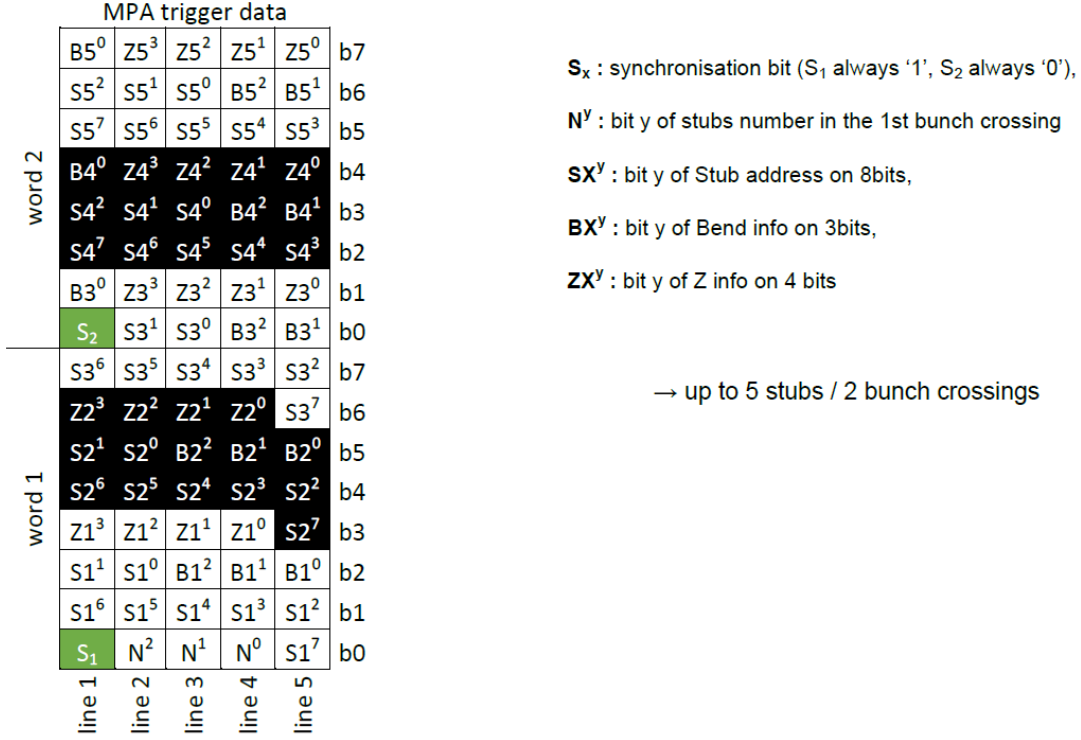 MPA trigger data
B5⁰ Z5³ Z5² Z5¹ Z5⁰ b7
S5² S5¹ S5⁰ B5² B5¹ b6
S5⁷ S5⁶ S5⁵ S5⁴ S5³ b5
B4⁰ Z4³ Z4² Z4¹ Z4⁰ b4
S4² S4¹ S4⁰ B4² B4¹ b3
S4⁷ S4⁶ S4⁵ S4⁴ S4³ b2
B3⁰ Z3³ Z3² Z3¹ Z3⁰ b1
S₂ S3¹ S3⁰ B3² B3¹ b0
word 2
S3⁶ S3⁵ S3⁴ S3³ S3² b7
Z2³ Z2² Z2¹ Z2⁰ S3⁷ b6
S2¹ S2⁰ B2² B2¹ B2⁰ b5
S2⁶ S2⁵ S2⁴ S2³ S2² b4
Z1³ Z1² Z1¹ Z1⁰ S2⁷ b3
S1¹ S1⁰ B1² B1¹ B1⁰ b2
S1⁶ S1⁵ S1⁴ S1³ S1² b1
S₁ N² N¹ N⁰ S1⁷ b0
word 1
line 1 line 2 line 3 line 4 line 5
Sₓ : synchronisation bit (S₁ always ‘1’, S₂ always ‘0’),
Nʸ : bit y of stubs number in the 1st bunch crossing
SXʸ : bit y of Stub address on 8bits,
BXʸ : bit y of Bend info on 3bits,
ZXʸ : bit y of Z info on 4 bits
→ up to 5 stubs / 2 bunch crossings